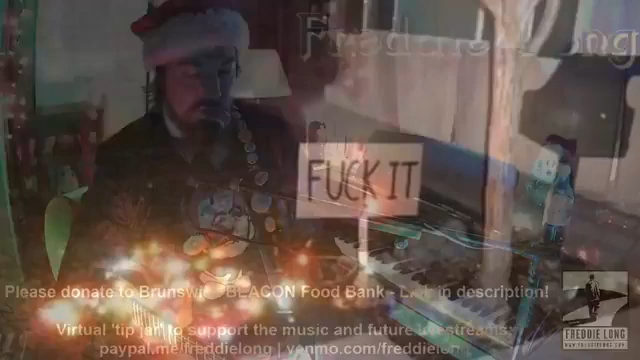 Freddie Long
FUCK IT
Please donate to Brunswick BEACON Food Bank - Link in description!
Virtual 'tip jar' to support the music and future livestreams:
paypal.me/freddielong | venmo.com/freddielong
FREDDIE LONG